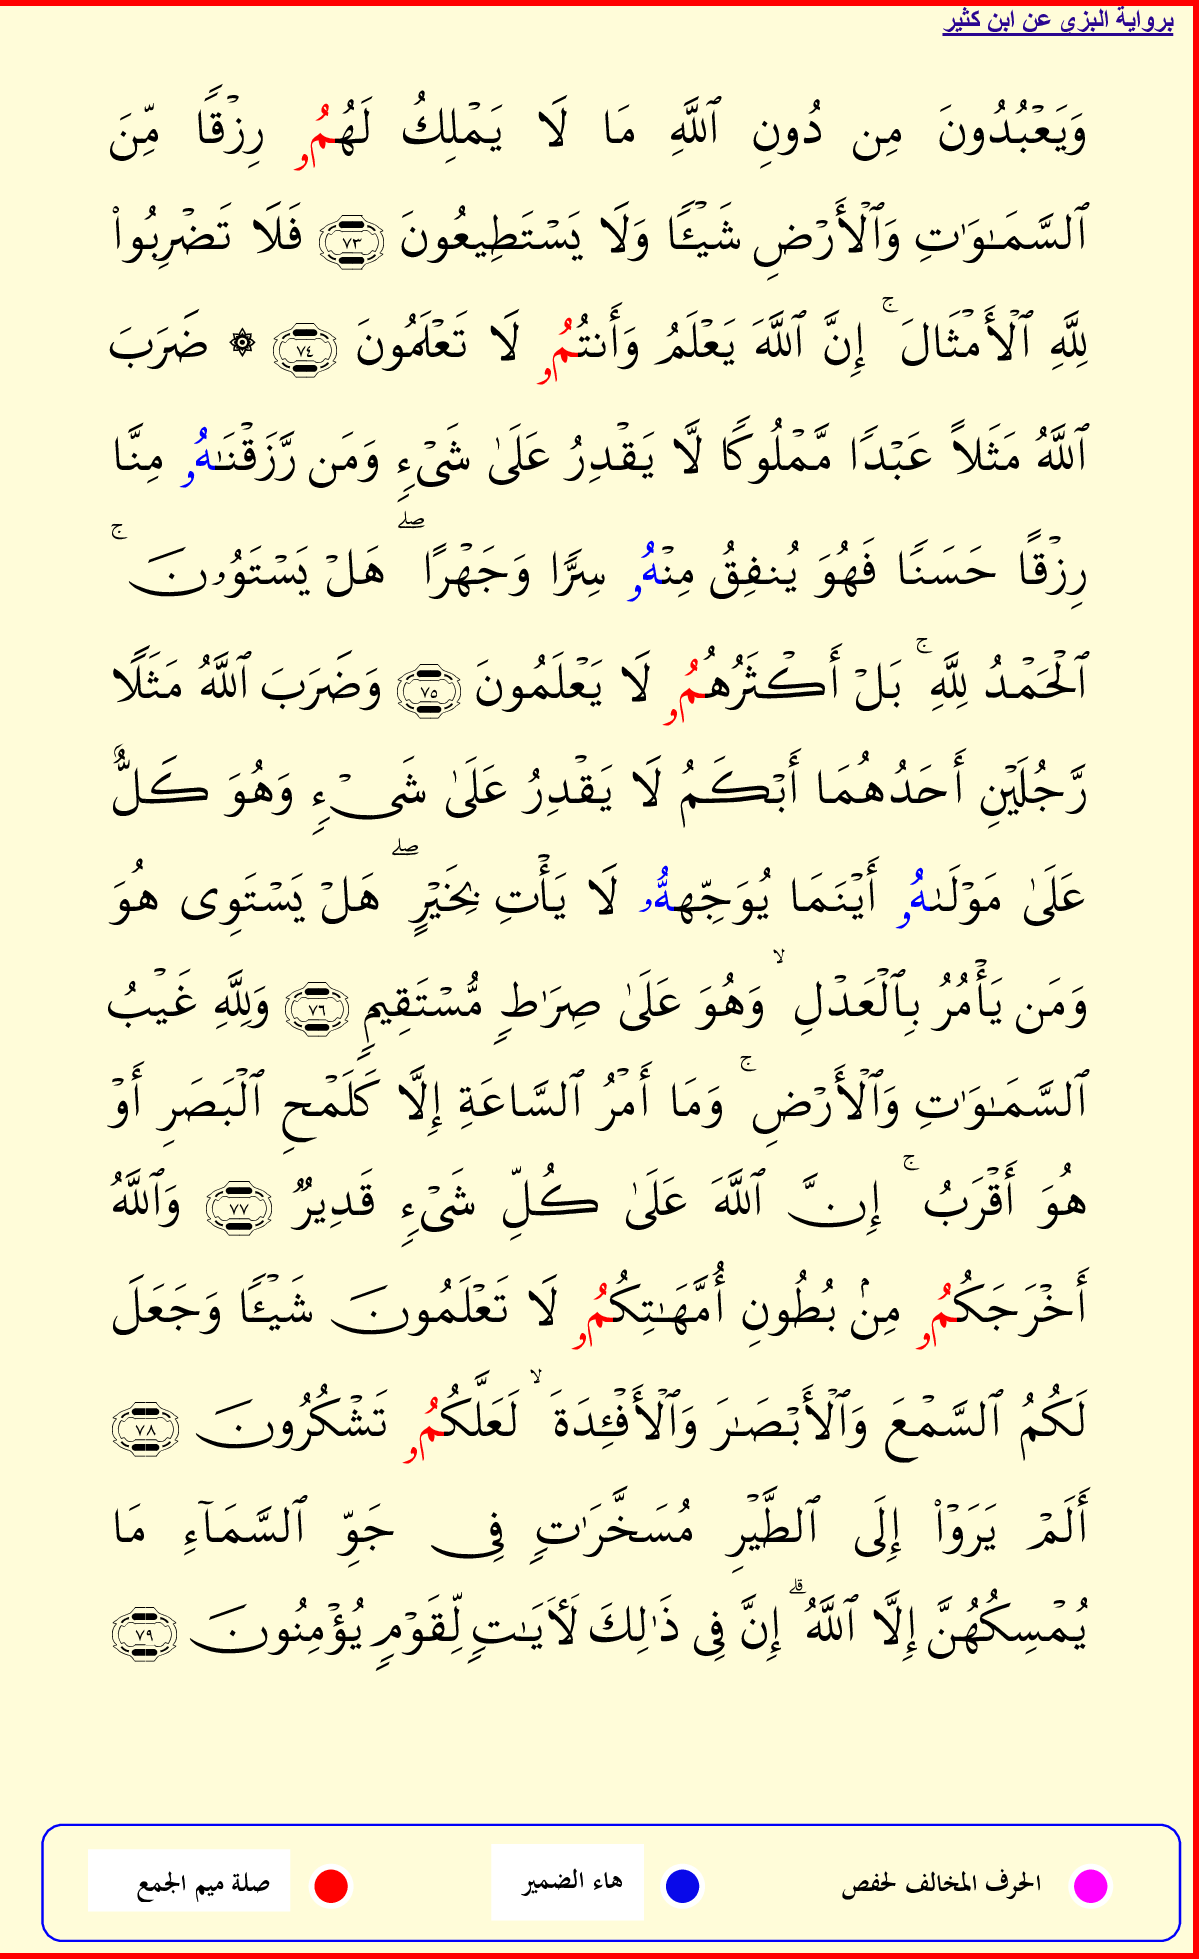 برواية البزى عن ابن كثير
وَيَعۡبُدُونَ مِن دُونِ ٱللَّهِ مَا لَا يَمۡلِكُ لَهُمُۥ رِزۡقٗا مِّنَ
ٱلسَّمَٰوَٰتِ وَٱلۡأَرۡضِ شَيۡـٔٗا وَلَا يَسۡتَطِيعُونَ ٧٣ فَلَا تَضۡرِبُواْ
لِلَّهِ ٱلۡأَمۡثَالَۚ إِنَّ ٱللَّهَ يَعۡلَمُ وَأَنتُمُۥ لَا تَعۡلَمُونَ ٧٤ ۞ ضَرَبَ
ٱللَّهُ مَثَلاً عَبۡدٗا مَّمۡلُوكٗا لَّا يَقۡدِرُ عَلَىٰ شَيۡءٖ وَمَن رَّزَقۡنَٰهُۥ مِنَّا
رِزۡقًا حَسَنٗا فَهُوَ يُنفِقُ مِنۡهُۥ سِرّٗا وَجَهۡرًاۖ هَلۡ يَسۡتَوُۥنَۚ
ٱلۡحَمۡدُ لِلَّهِۚ بَلۡ أَكۡثَرُهُمُۥ لَا يَعۡلَمُونَ ٧٥ وَضَرَبَ ٱللَّهُ مَثَلٗا
رَّجُلَيۡنِ أَحَدُهُمَا أَبۡكَمُ لَا يَقۡدِرُ عَلَىٰ شَيۡءٖ وَهُوَ كَلٌّ
عَلَىٰ مَوۡلَىٰهُۥ أَيۡنَمَا يُوَجِّههُّۥ لَا يَأۡتِ بِخَيۡرٍۖ هَلۡ يَسۡتَوِى هُوَ
وَمَن يَأۡمُرُ بِٱلۡعَدۡلِۙ وَهُوَ عَلَىٰ صِرَٰطٖ مُّسۡتَقِيمٖ ٧٦ وَلِلَّهِ غَيۡبُ
ٱلسَّمَٰوَٰتِ وَٱلۡأَرۡضِۚ وَمَا أَمۡرُ ٱلسَّاعَةِ إِلَّا كَلَمۡحِ ٱلۡبَصَرِ أَوۡ
هُوَ أَقۡرَبُۚ إِنَّ ٱللَّهَ عَلَىٰ كُلِّ شَيۡءٖ قَدِيرٞ ٧٧ وَٱللَّهُ
أَخۡرَجَكُمُۥ مِنۢ بُطُونِ أُمَّهَٰتِكُمُۥ لَا تَعۡلَمُونَ شَيۡـٔٗا وَجَعَلَ
لَكُمُ ٱلسَّمۡعَ وَٱلۡأَبۡصَٰرَ وَٱلۡأَفۡـِٔدَةَۙ لَعَلَّكُمُۥ تَشۡكُرُونَ ٧٨
أَلَمۡ يَرَوۡاْ إِلَى ٱلطَّيۡرِ مُسَخَّرَٰتٖ فِى جَوِّ ٱلسَّمَآءِ مَا
يُمۡسِكُهُنَّ إِلَّا ٱللَّهُۗ إِنَّ فِى ذَٰلِكَ لَأٓيَٰتٖ لِّقَوۡمٖ يُؤۡمِنُونَ ٧٩
الحرف المخالف لحفص هاء الضمير صلة ميم الجمع